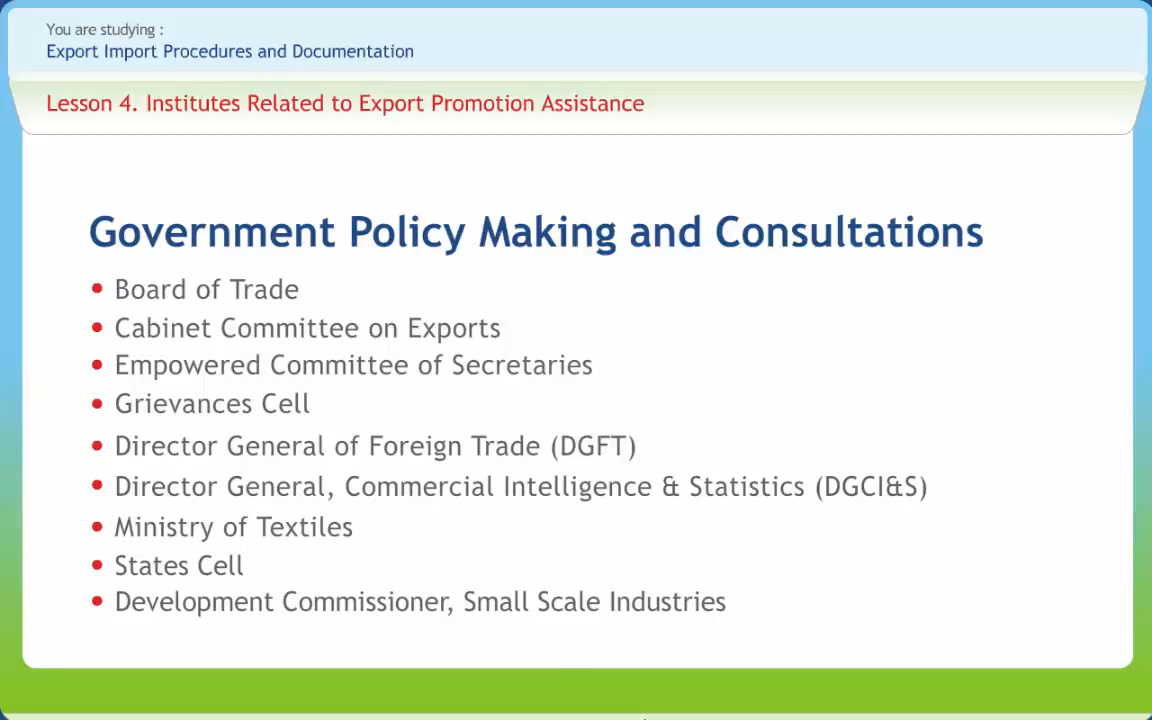 You are studying :
Export Import Procedures and Documentation
Lesson 4. Institutes Related to Export Promotion Assistance
Government Policy Making and Consultations
• Board of Trade
• Cabinet Committee on Exports
• Empowered Committee of Secretaries
• Grievances Cell
• Director General of Foreign Trade (DGFT)
• Director General, Commercial Intelligence & Statistics (DGCI&S)
• Ministry of Textiles
• States Cell
• Development Commissioner, Small Scale Industries